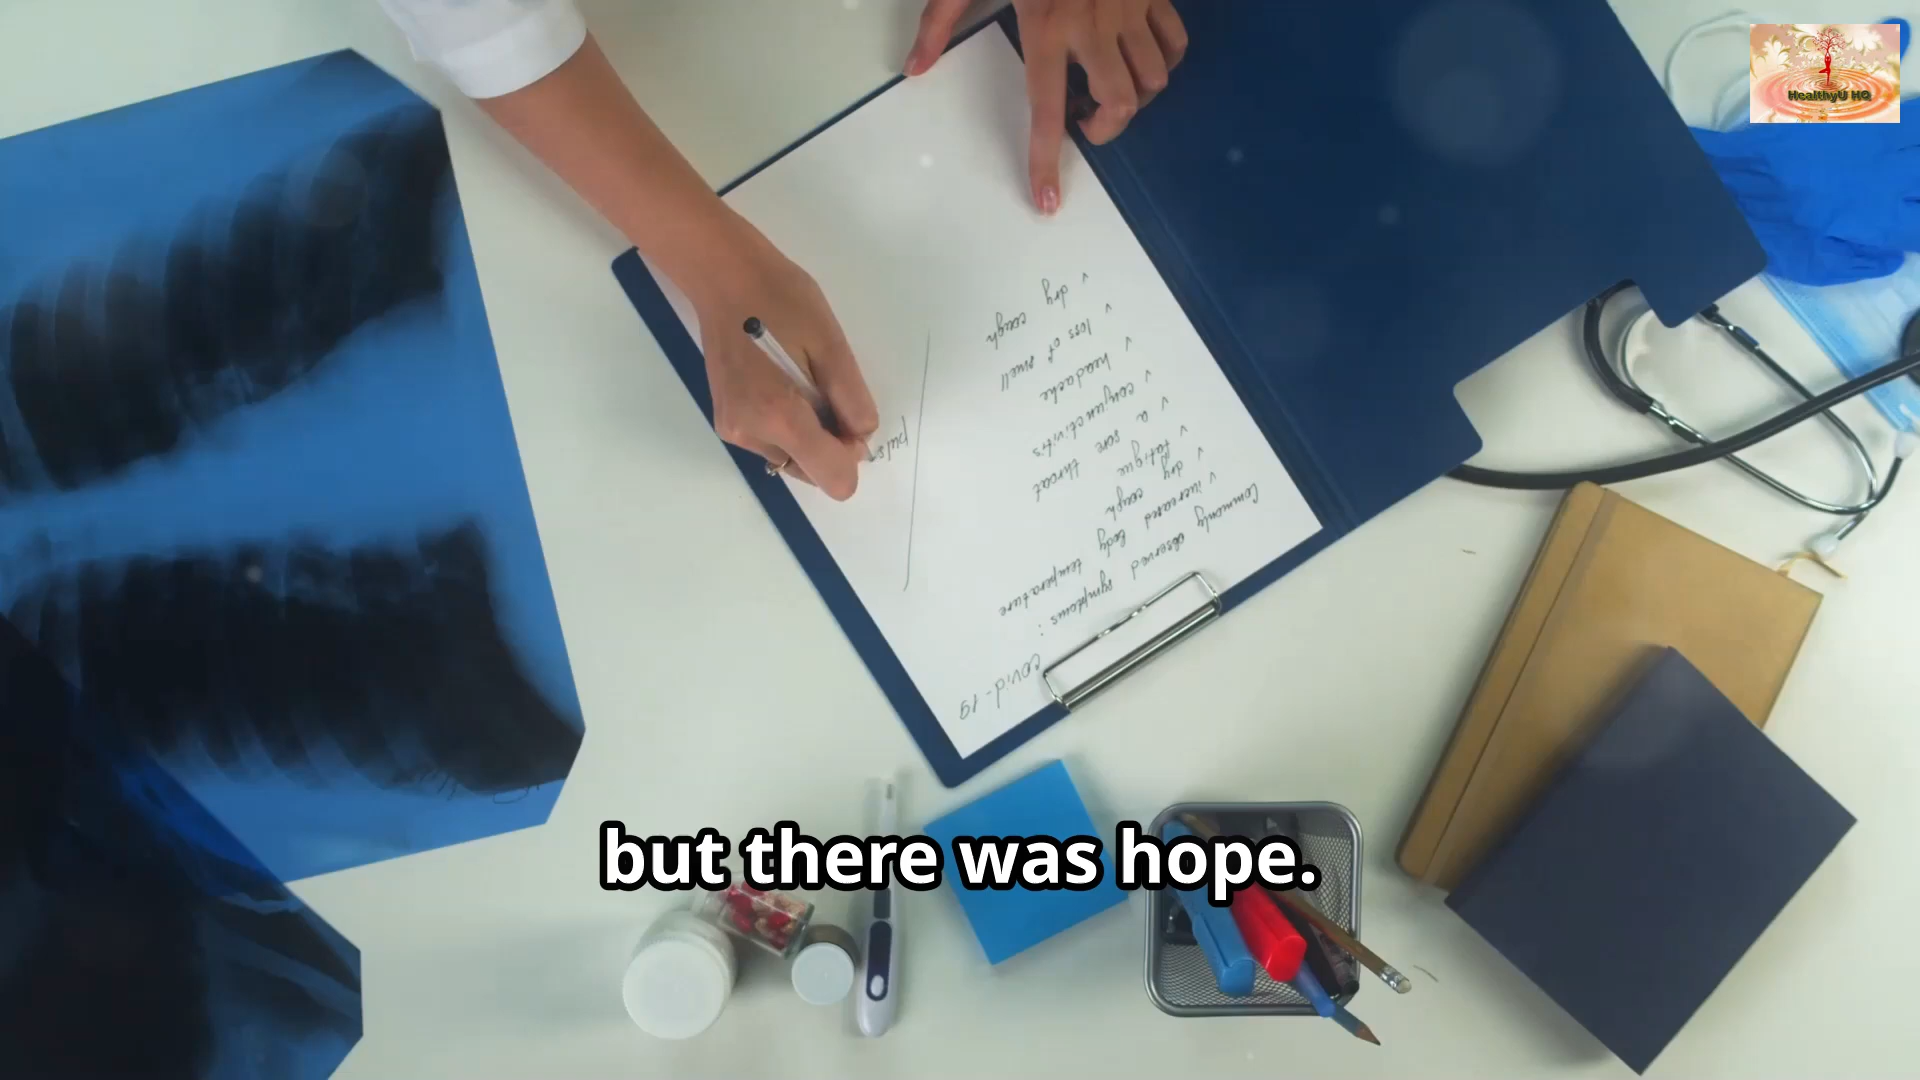 HealthyU HQ
Covid-19
Commonly observed symptoms:
v increased body temperature
v dry cough
v fatigue
v a sore throat
v conjunctivitis
v headache
v loss of smell
v dry cough
puls
but there was hope.